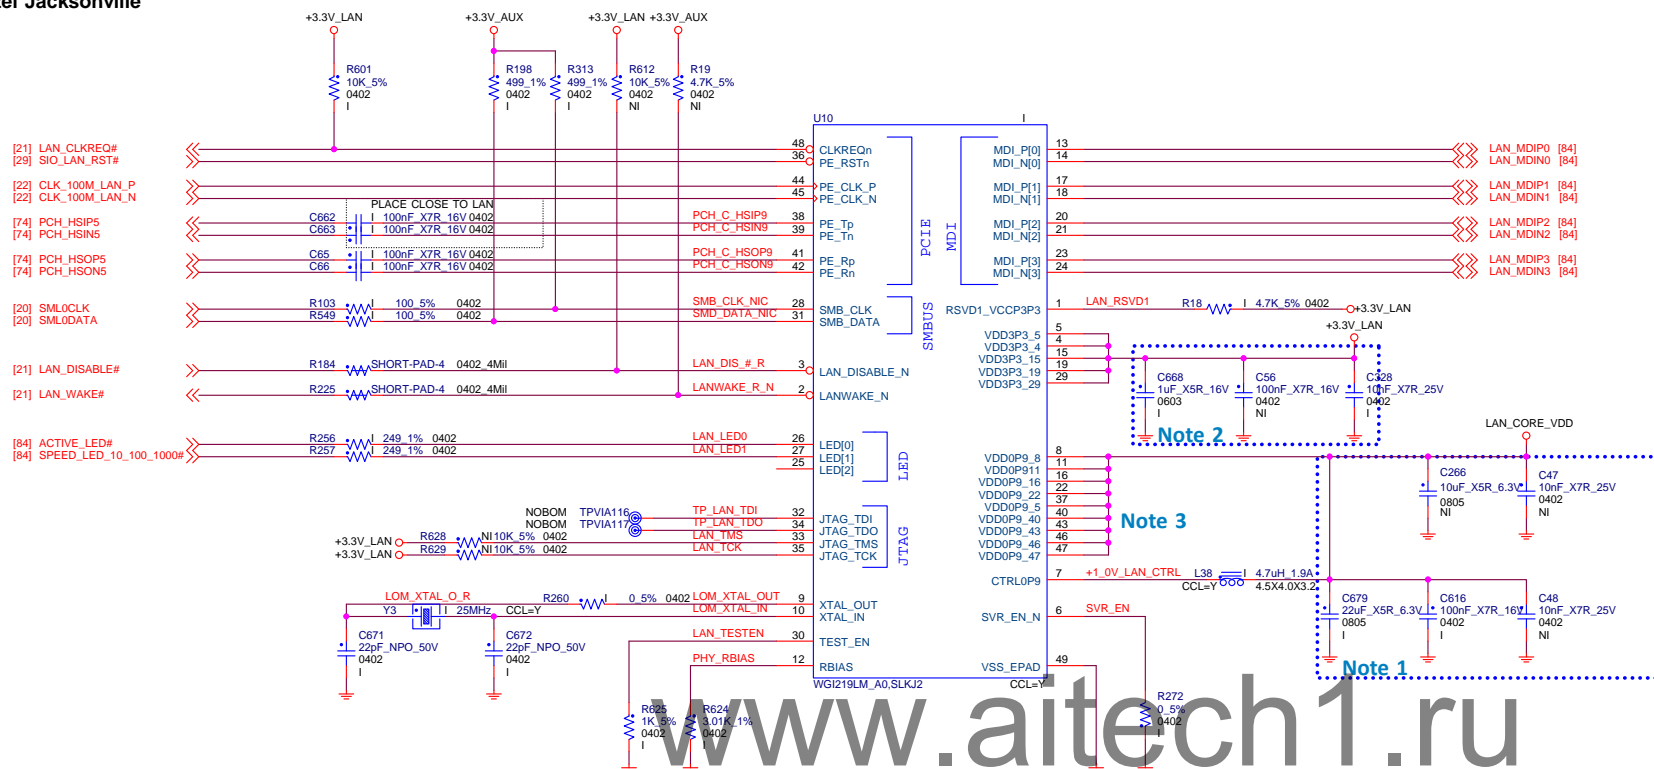 tel Jacksonville
+3.3V_LAN
+3.3V_AUX
+3.3V_LAN
+3.3V_AUX
R601
10K_5%
0402
I
R198
499_1%
0402
I
R313
499_1%
0402
I
R612
10K_5%
0402
NI
R19
4.7K_5%
0402
NI
U10
I
[21] LAN_CLKREQ#
48
CLKREQn
[29] SIO_LAN_RST#
36
PE_RSTn
[22] CLK_100M_LAN_P
44
PE_CLK_P
[22] CLK_100M_LAN_N
45
PE_CLK_N
PLACE CLOSE TO LAN
[74] PCH_HSIP5
C662
I 100nF_X7R_16V 0402
PCH_C_HSIP9
38
PE_Tp
[74] PCH_HSIN5
C663
I 100nF_X7R_16V 0402
PCH_C_HSIN9
39
PE_Tn
[74] PCH_HSOP5
C65
I 100nF_X7R_16V 0402
PCH_C_HSOP9
41
PE_Rp
[74] PCH_HSON5
C66
I 100nF_X7R_16V 0402
PCH_C_HSON9
42
PE_Rn
PCIE
MDI
[20] SML0CLK
R103
I 100_5% 0402
SMB_CLK_NIC
28
SMB_CLK
[20] SML0DATA
R549
I 100_5% 0402
SMD_DATA_NIC
31
SMB_DATA
SMBUS
[21] LAN_DISABLE#
R184
SHORT-PAD-4 0402_4Mil
LAN_DIS_#_R
3
LAN_DISABLE_N
[21] LAN_WAKE#
R225
SHORT-PAD-4 0402_4Mil
LANWAKE_R_N
2
LANWAKE_N
[84] ACTIVE_LED#
R256
I 249_1% 0402
LAN_LED0
26
LED[0]
[84] SPEED_LED_10_100_1000#
R257
I 249_1% 0402
LAN_LED1
27
LED[1]
25
LED[2]
LED
NOBOM TPVIA116
TP_LAN_TDI
32
JTAG_TDI
NOBOM TPVIA117
TP_LAN_TDO
34
JTAG_TDO
+3.3V_LAN
R628
NI 10K_5% 0402
LAN_TMS
33
JTAG_TMS
+3.3V_LAN
R629
NI 10K_5% 0402
LAN_TCK
35
JTAG_TCK
JTAG
LOM_XTAL_O_R
R260
I 0_5% 0402
LOM_XTAL_OUT
9
XTAL_OUT
Y3
I 25MHz CCL=Y
LOM_XTAL_IN
10
XTAL_IN
C671
22pF_NPO_50V
0402
I
C672
22pF_NPO_50V
0402
I
LAN_TESTEN
30
TEST_EN
PHY_RBIAS
12
RBIAS
R625
1K_5%
0402
I
R624
3.01K_1%
0402
I
WGI219LM_A0,SLKJ2
CCL=Y
MDI_P[0]
13
LAN_MDIP0 [84]
MDI_N[0]
14
LAN_MDIN0 [84]
MDI_P[1]
17
LAN_MDIP1 [84]
MDI_N[1]
18
LAN_MDIN1 [84]
MDI_P[2]
20
LAN_MDIP2 [84]
MDI_N[2]
21
LAN_MDIN2 [84]
MDI_P[3]
23
LAN_MDIP3 [84]
MDI_N[3]
24
LAN_MDIN3 [84]
RSVD1_VCCP3P3
1
LAN_RSVD1
R18
I 4.7K_5% 0402
+3.3V_LAN
+3.3V_LAN
VDD3P3_5
5
VDD3P3_4
4
VDD3P3_15
15
VDD3P3_19
19
VDD3P3_29
29
C668
1uF_X5R_16V
0603
I
C56
100nF_X7R_16V
0402
NI
C328
10nF_X7R_25V
0402
I
Note 2
LAN_CORE_VDD
VDD0P9_8
8
VDD0P911
11
VDD0P9_16
16
VDD0P9_22
22
VDD0P9_5
37
VDD0P9_40
40
VDD0P9_43
43
VDD0P9_46
46
VDD0P9_47
47
Note 3
C266
10uF_X5R_6.3V
0805
NI
C47
10nF_X7R_25V
0402
NI
CTRL0P9
7
+1_0V_LAN_CTRL
L38
I 4.7uH_1.9A
CCL=Y
4.5X4.0X3.2
C679
22uF_X5R_6.3V
0805
I
C616
100nF_X7R_16V
0402
I
C48
10nF_X7R_25V
0402
NI
Note 1
SVR_EN_N
6
SVR_EN
VSS_EPAD
49
R272
0_5%
0402
I
www.aitech1.ru